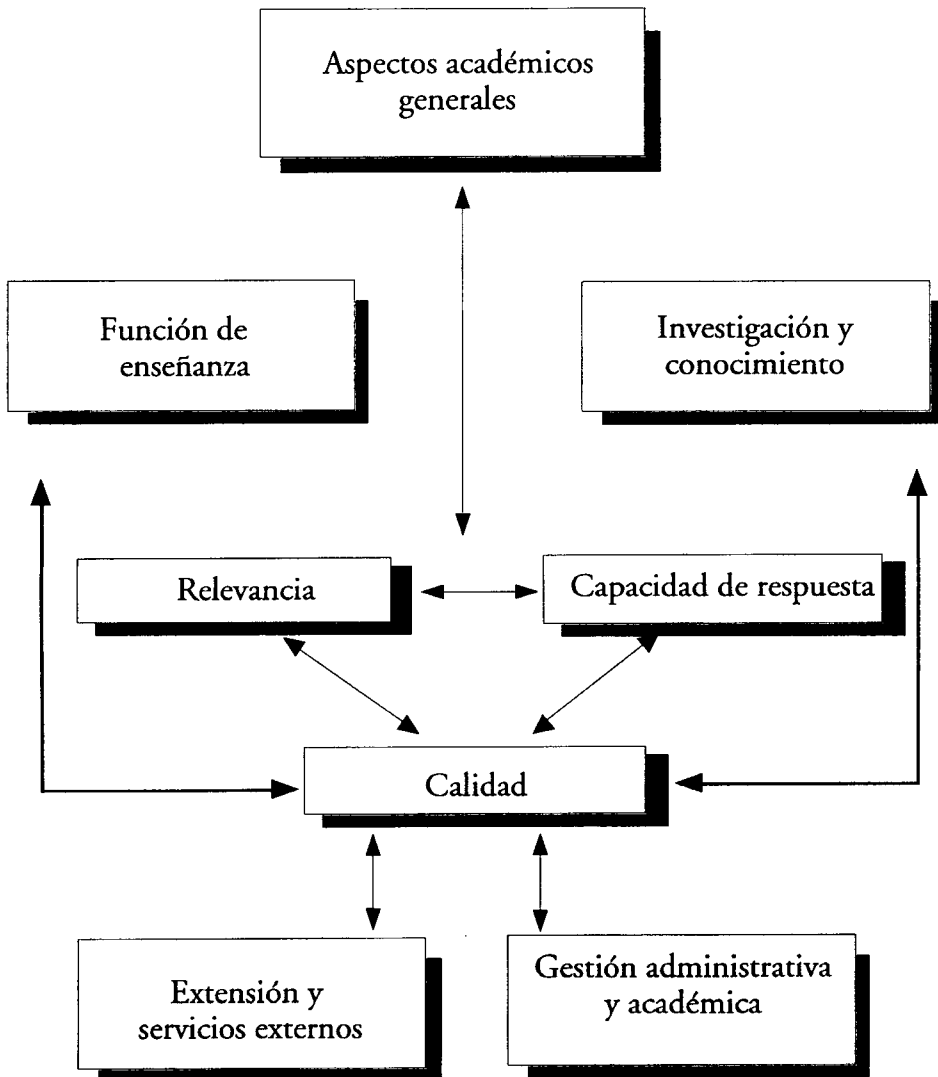 Aspectos académicos
generales
Función de
enseñanza
Investigación y
conocimiento
Relevancia
Capacidad de respuesta
Calidad
Extensión y
servicios externos
Gestión administrativa
y académica